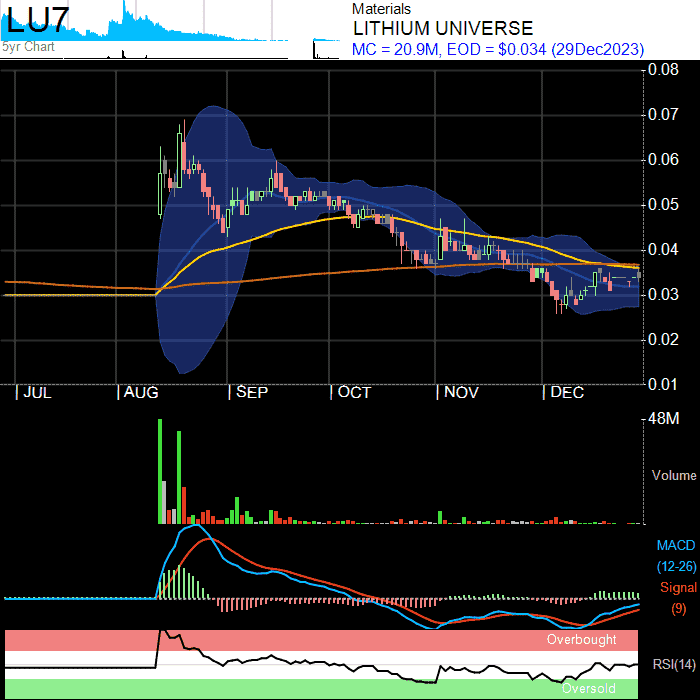 LU7
5yr Chart
Materials
LITHIUM UNIVERSE
MC = 20.9M, EOD = $0.034 (29Dec2023)
0.08
0.07
0.06
0.05
0.04
0.03
0.02
0.01
JUL AUG SEP OCT NOV DEC
48M
Volume
MACD
(12-26)
Signal
(9)
Overbought
RSI(14)
Oversold